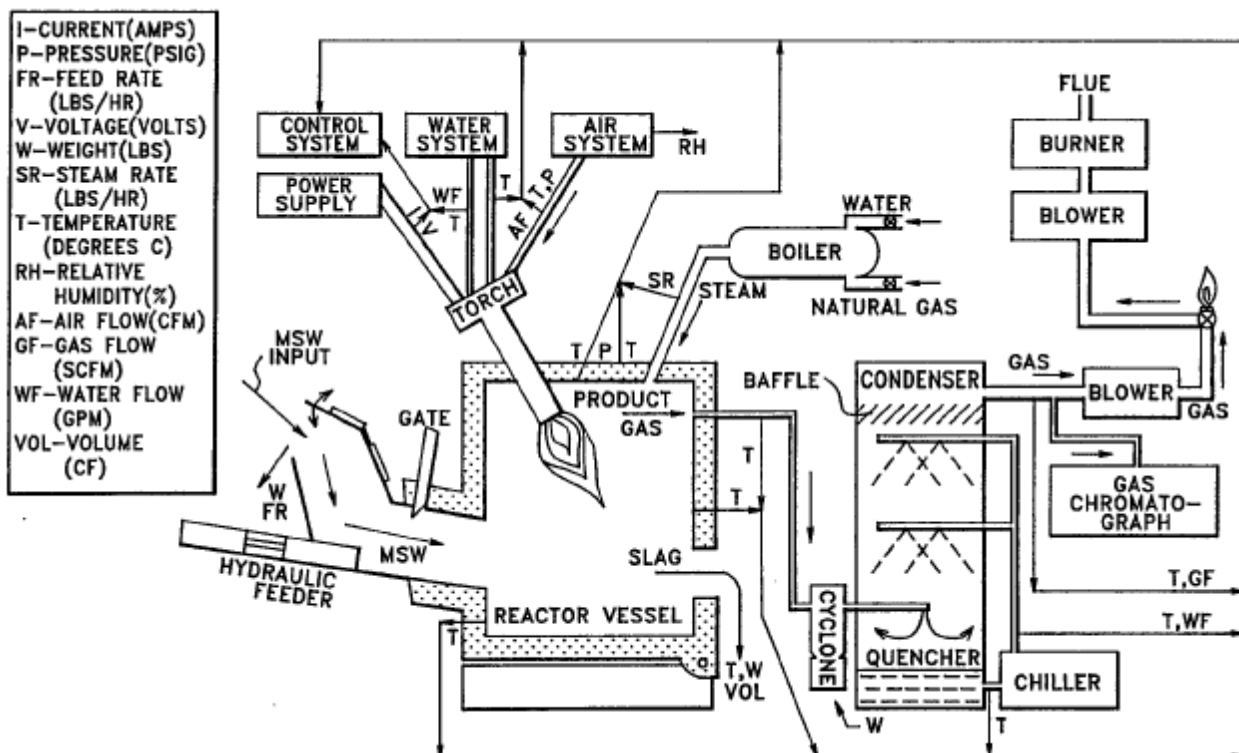 I-CURRENT(AMPS)
P-PRESSURE(PSIG)
FR-FEED RATE
(LBS/HR)
V-VOLTAGE(VOLTS)
W-WEIGHT(LBS)
SR-STEAM RATE
(LBS/HR)
T-TEMPERATURE
(DEGREES C)
RH-RELATIVE
HUMIDITY(%)
AF-AIR FLOW(CFM)
GF-GAS FLOW
(SCFM)
WF-WATER FLOW
(GPM)
VOL-VOLUME
(CF)
CONTROL
SYSTEM
WATER
SYSTEM
AIR
SYSTEM
RH
POWER
SUPPLY
WF
T
I,V
T
T,P
AF
TORCH
WATER
BOILER
NATURAL GAS
SR
STEAM
FLUE
BURNER
BLOWER
MSW
INPUT
GATE
W
FR
MSW
HYDRAULIC
FEEDER
T
P
T
PRODUCT
GAS
T
T
SLAG
REACTOR VESSEL
T
T,W
VOL
CYCLONE
W
BAFFLE
CONDENSER
GAS
BLOWER
GAS
GAS
CHROMATO-
GRAPH
T,GF
T,WF
QUENCHER
CHILLER
T